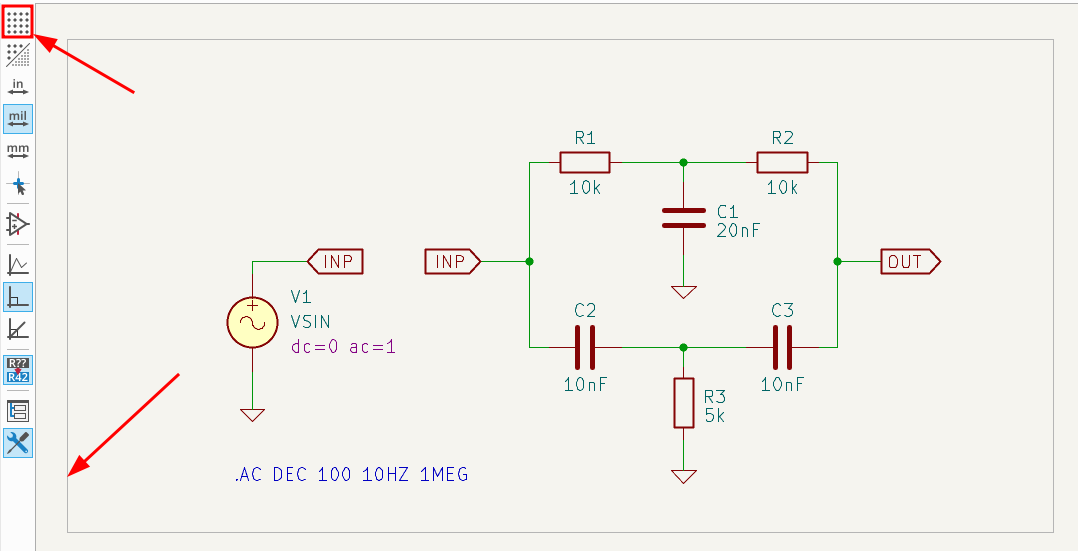 in
mil
mm
R??
R42
R1
10k
R2
10k
C1
20nF
INP
INP
OUT
V1
VSIN
dc=0 ac=1
C2
10nF
C3
10nF
R3
5k
.AC DEC 100 10HZ 1MEG